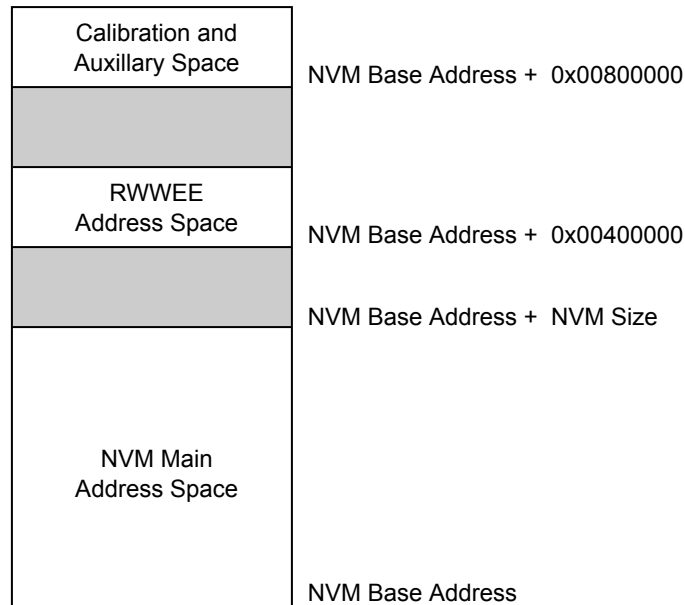 Calibration and
Auxillary Space
NVM Base Address + 0x00800000
RWWEE
Address Space
NVM Base Address + 0x00400000
NVM Base Address + NVM Size
NVM Main
Address Space
NVM Base Address